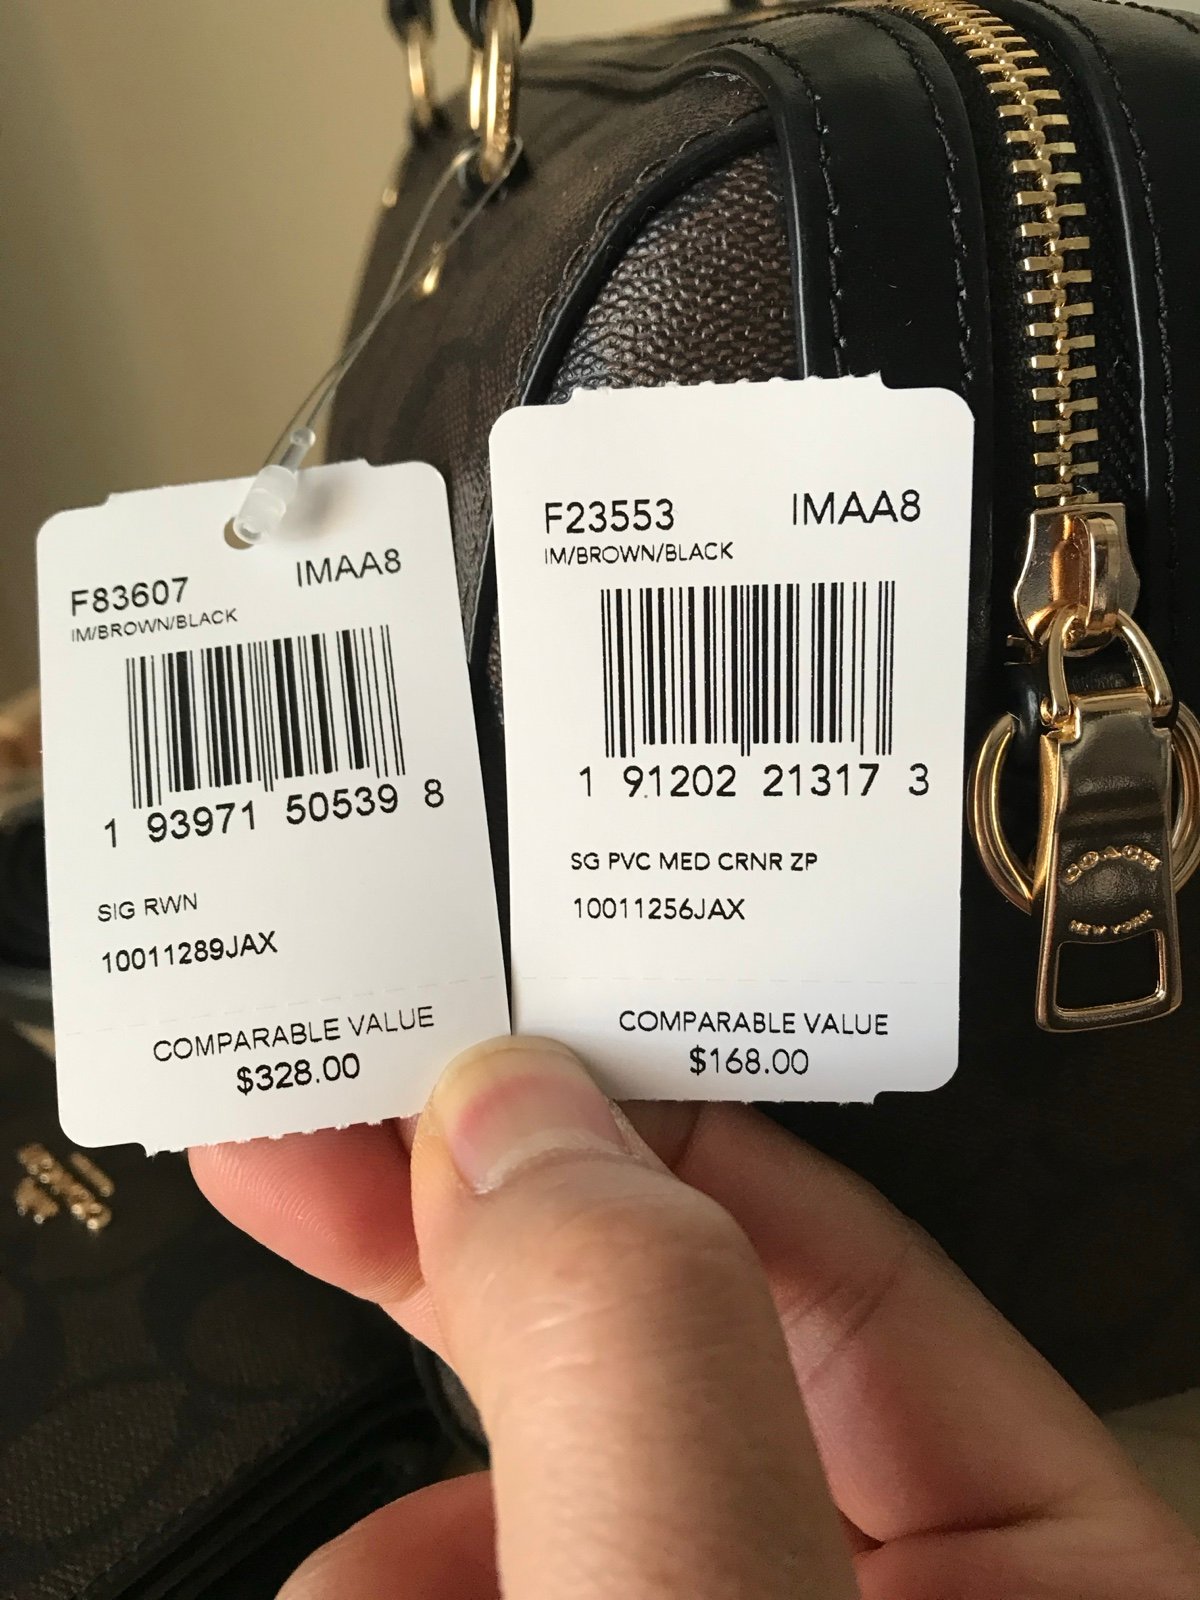 F83607 IMAA8
IM/BROWN/BLACK
1 93971 50539 8
SIG RWN
10011289JAX
COMPARABLE VALUE
$328.00
F23553 IMAA8
IM/BROWN/BLACK
1 91202 21317 3
SG PVC MED CRNR ZP
10011256JAX
COMPARABLE VALUE
$168.00
COACH
NEW YORK